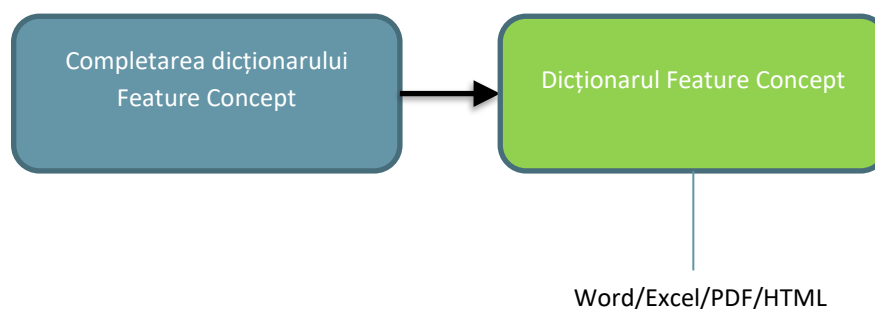 Completarea dicționarului
Feature Concept
Dicționarul Feature Concept
Word/Excel/PDF/HTML